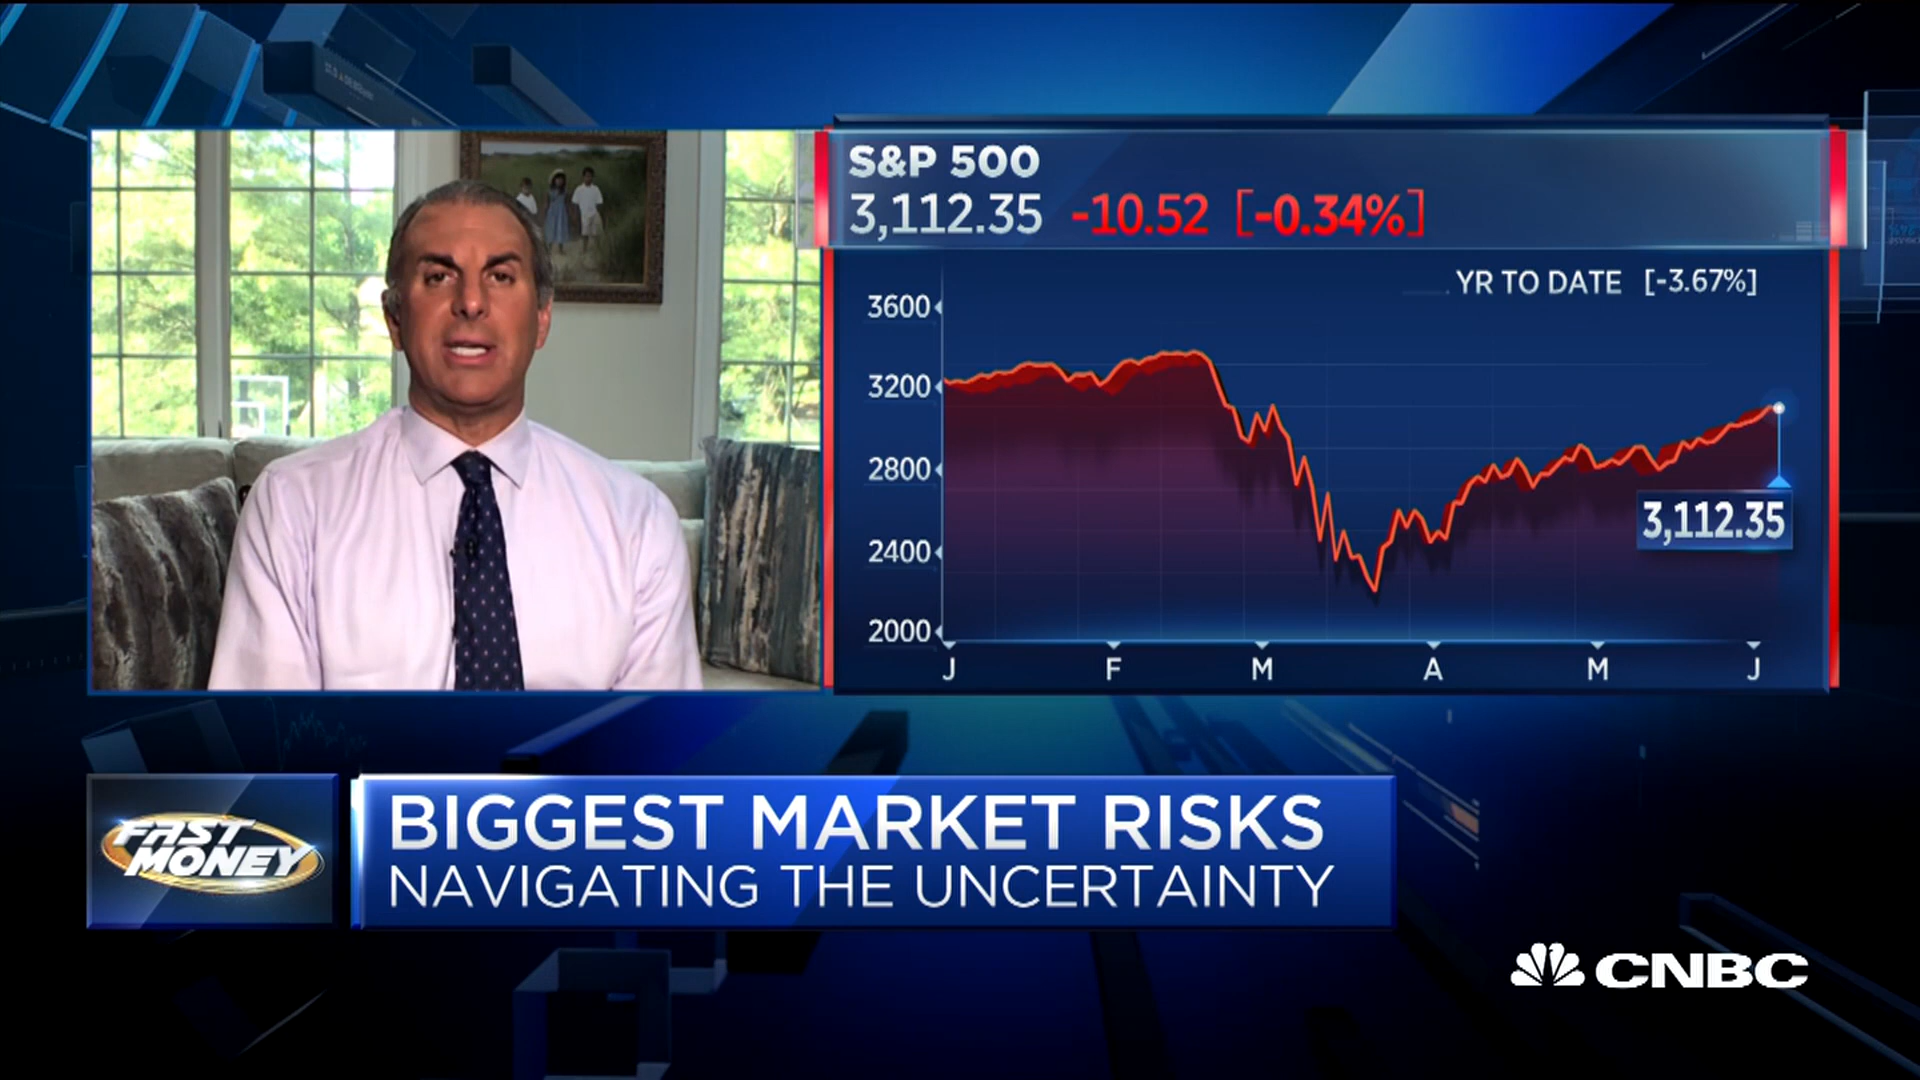 S&P 500
3,112.35 -10.52 [-0.34%]
YR TO DATE [-3.67%]
3600
3200
2800
2400
2000
3,112.35
J F M A M J
FAST
MONEY
BIGGEST MARKET RISKS
NAVIGATING THE UNCERTAINTY
CNBC